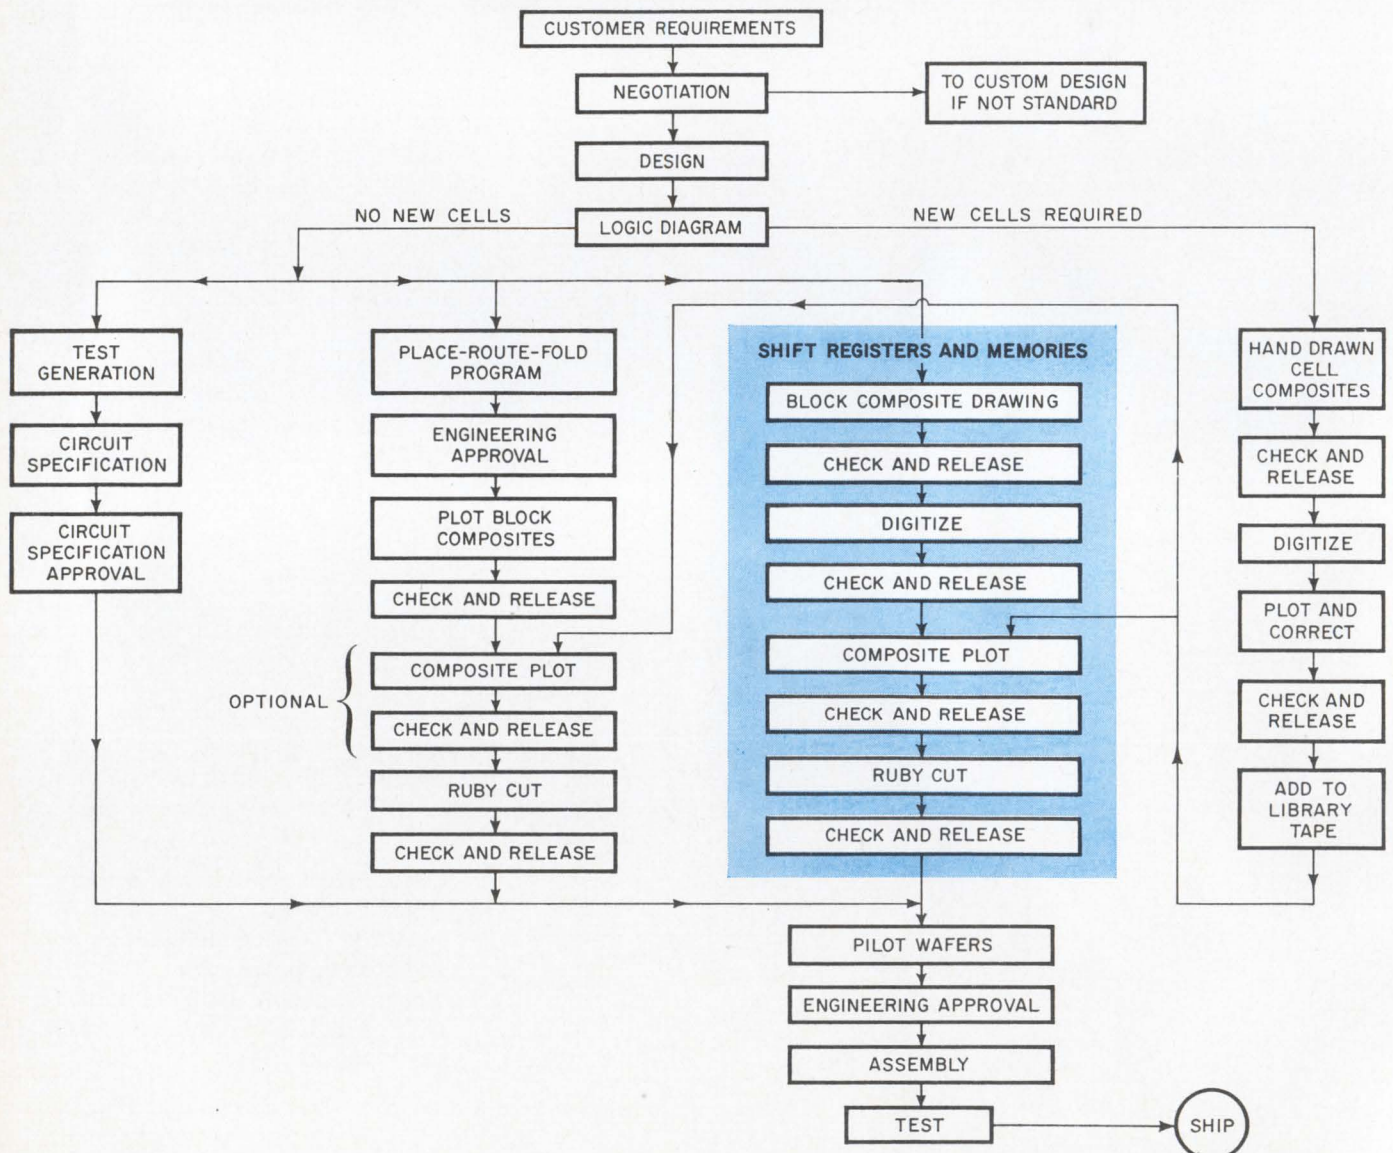 CUSTOMER REQUIREMENTS
NEGOTIATION
TO CUSTOM DESIGN
IF NOT STANDARD
DESIGN
NO NEW CELLS
LOGIC DIAGRAM
NEW CELLS REQUIRED
TEST
GENERATION
CIRCUIT
SPECIFICATION
CIRCUIT
SPECIFICATION
APPROVAL
PLACE-ROUTE-FOLD
PROGRAM
ENGINEERING
APPROVAL
PLOT BLOCK
COMPOSITES
CHECK AND RELEASE
OPTIONAL
COMPOSITE PLOT
CHECK AND RELEASE
RUBY CUT
CHECK AND RELEASE
SHIFT REGISTERS AND MEMORIES
BLOCK COMPOSITE DRAWING
CHECK AND RELEASE
DIGITIZE
CHECK AND RELEASE
COMPOSITE PLOT
CHECK AND RELEASE
RUBY CUT
CHECK AND RELEASE
HAND DRAWN
CELL
COMPOSITES
CHECK AND
RELEASE
DIGITIZE
PLOT AND
CORRECT
CHECK AND
RELEASE
ADD TO
LIBRARY
TAPE
PILOT WAFERS
ENGINEERING APPROVAL
ASSEMBLY
TEST
SHIP